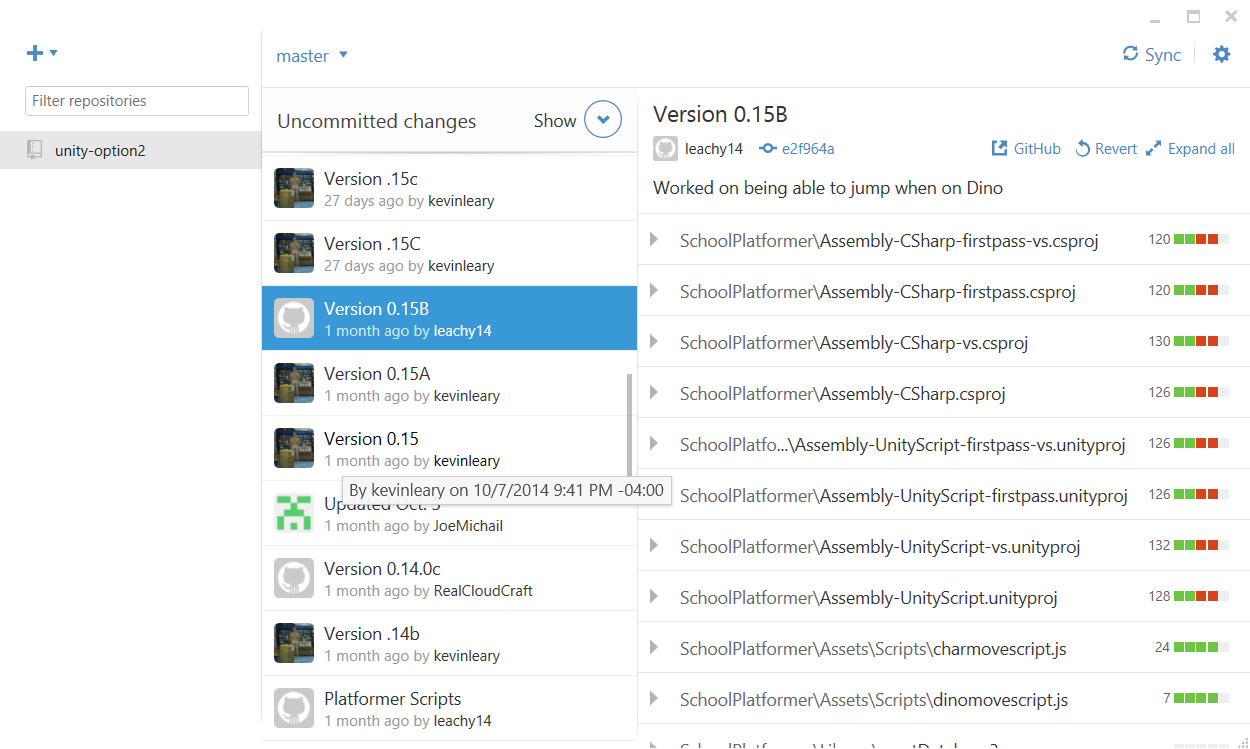 master
Sync
Filter repositories
unity-option2
Uncommitted changes
Show
Version .15c
27 days ago by kevinleary
Version .15C
27 days ago by kevinleary
Version 0.15B
1 month ago by leachy14
Version 0.15A
1 month ago by kevinleary
Version 0.15
1 month ago by kevinleary
By kevinleary on 10/7/2014 9:41 PM -04:00
Updated Oct. 5
1 month ago by JoeMichail
Version 0.14.0c
1 month ago by RealCloudCraft
Version .14b
1 month ago by kevinleary
Platformer Scripts
1 month ago by leachy14
Version 0.15B
leachy14 e2f964a
GitHub Revert Expand all
Worked on being able to jump when on Dino
SchoolPlatformer\Assembly-CSharp-firstpass-vs.csproj 120
SchoolPlatformer\Assembly-CSharp-firstpass.csproj 120
SchoolPlatformer\Assembly-CSharp-vs.csproj 130
SchoolPlatformer\Assembly-CSharp.csproj 126
SchoolPlatfo...\Assembly-UnityScript-firstpass-vs.unityproj 126
SchoolPlatformer\Assembly-UnityScript-firstpass.unityproj 126
SchoolPlatformer\Assembly-UnityScript-vs.unityproj 132
SchoolPlatformer\Assembly-UnityScript.unityproj 128
SchoolPlatformer\Assets\Scripts\charmovescript.js 24
SchoolPlatformer\Assets\Scripts\dinomovescript.js 7